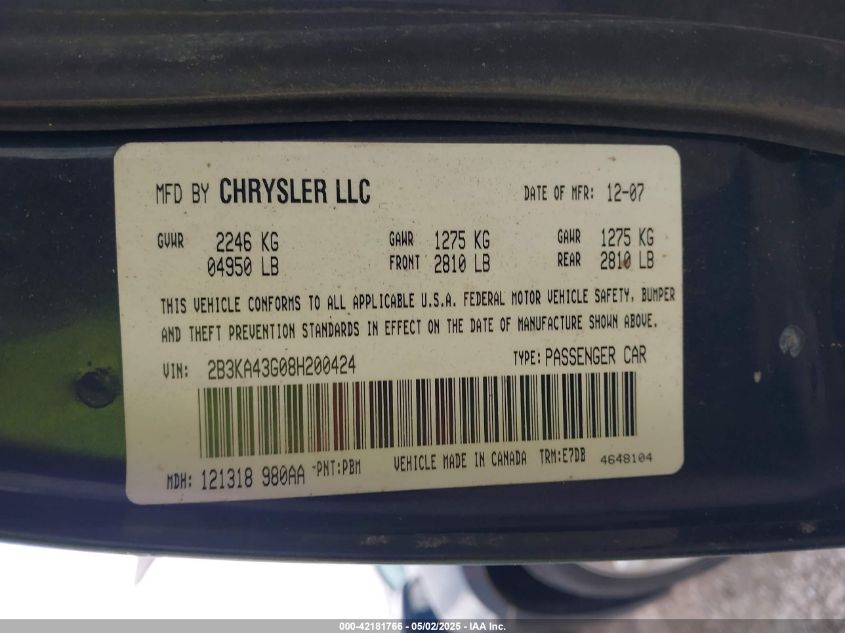 MFD BY CHRYSLER LLC DATE OF MFR: 12-07
GVWR 2246 KG GAWR 1275 KG GAWR 1275 KG
04950 LB FRONT 2810 LB REAR 2810 LB
THIS VEHICLE CONFORMS TO ALL APPLICABLE U.S.A. FEDERAL MOTOR VEHICLE SAFETY, BUMPER
AND THEFT PREVENTION STANDARDS IN EFFECT ON THE DATE OF MANUFACTURE SHOWN ABOVE.
VIN: 2B3KA43G08H200424 TYPE: PASSENGER CAR
MDH: 121318 980AA -PNT:PBM VEHICLE MADE IN CANADA TRM:E7DB 4648104
000-42181766 - 05/02/2025 - IAA Inc.